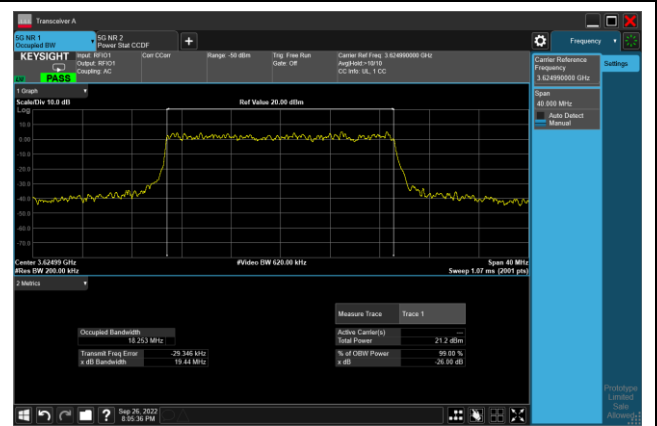 Transceiver A
5G NR 1
Occupied BW
5G NR 2
Power Stat CCDF
Frequency
KEYSIGHT
PASS
Input: RFIO1
Output: RFIO1
Coupling: AC
Corr CCorr
Range: -50 dBm
Trig: Free Run
Gate: Off
Carrier Ref Freq: 3.624990000 GHz
Avg|Hold:>10/10
CC Info: UL, 1 CC
Carrier Reference
Frequency
3.624990000 GHz
Settings
Span
40.000 MHz
Auto Detect
Manual
1 Graph
Scale/Div 10.0 dB
Ref Value 20.00 dBm
Log
10.0
0.00
-10.0
-20.0
-30.0
-40.0
-50.0
-60.0
-70.0
Center 3.62499 GHz
#Video BW 620.00 kHz
Span 40 MHz
#Res BW 200.00 kHz
Sweep 1.07 ms (2001 pts)
2 Metrics
Measure Trace
Trace 1
Occupied Bandwidth
18.253 MHz
Active Carrier(s)
---
Total Power
21.2 dBm
Transmit Freq Error
-29.346 kHz
% of OBW Power
99.00 %
x dB Bandwidth
19.44 MHz
x dB
-26.00 dB
Sep 26, 2022
8:05:36 PM
Prototype
Limited
Sale
Allowed